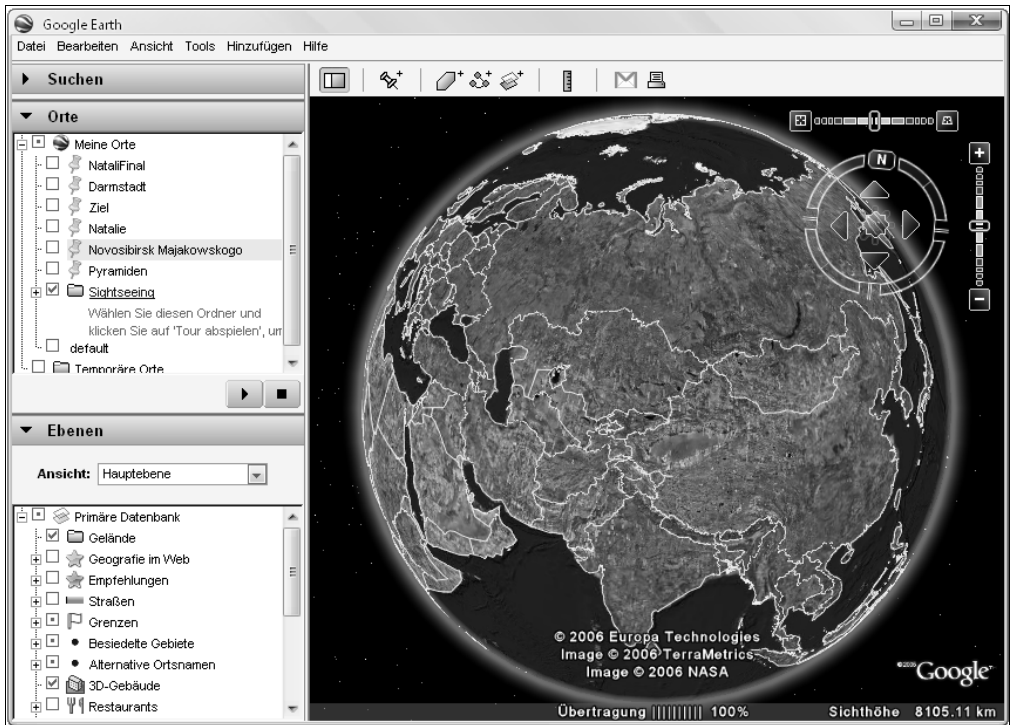 Google Earth
Datei Bearbeiten Ansicht Tools Hinzufügen Hilfe
Suchen
Orte
Meine Orte
NataliFinal
Darmstadt
Ziel
Natalie
Novosibirsk Majakowskogo
Pyramiden
Sightseeing
Wählen Sie diesen Ordner und
klicken Sie auf 'Tour abspielen', um
default
Temporäre Orte
Ebenen
Ansicht: Hauptebene
Primäre Datenbank
Gelände
Geografie im Web
Empfehlungen
Straßen
Grenzen
Besiedelte Gebiete
Alternative Ortsnamen
3D-Gebäude
Restaurants
N
© 2006 Europa Technologies
Image © 2006 TerraMetrics
Image © 2006 NASA
©2006 Google
Übertragung |||||||||| 100%
Sichthöhe 8105.11 km